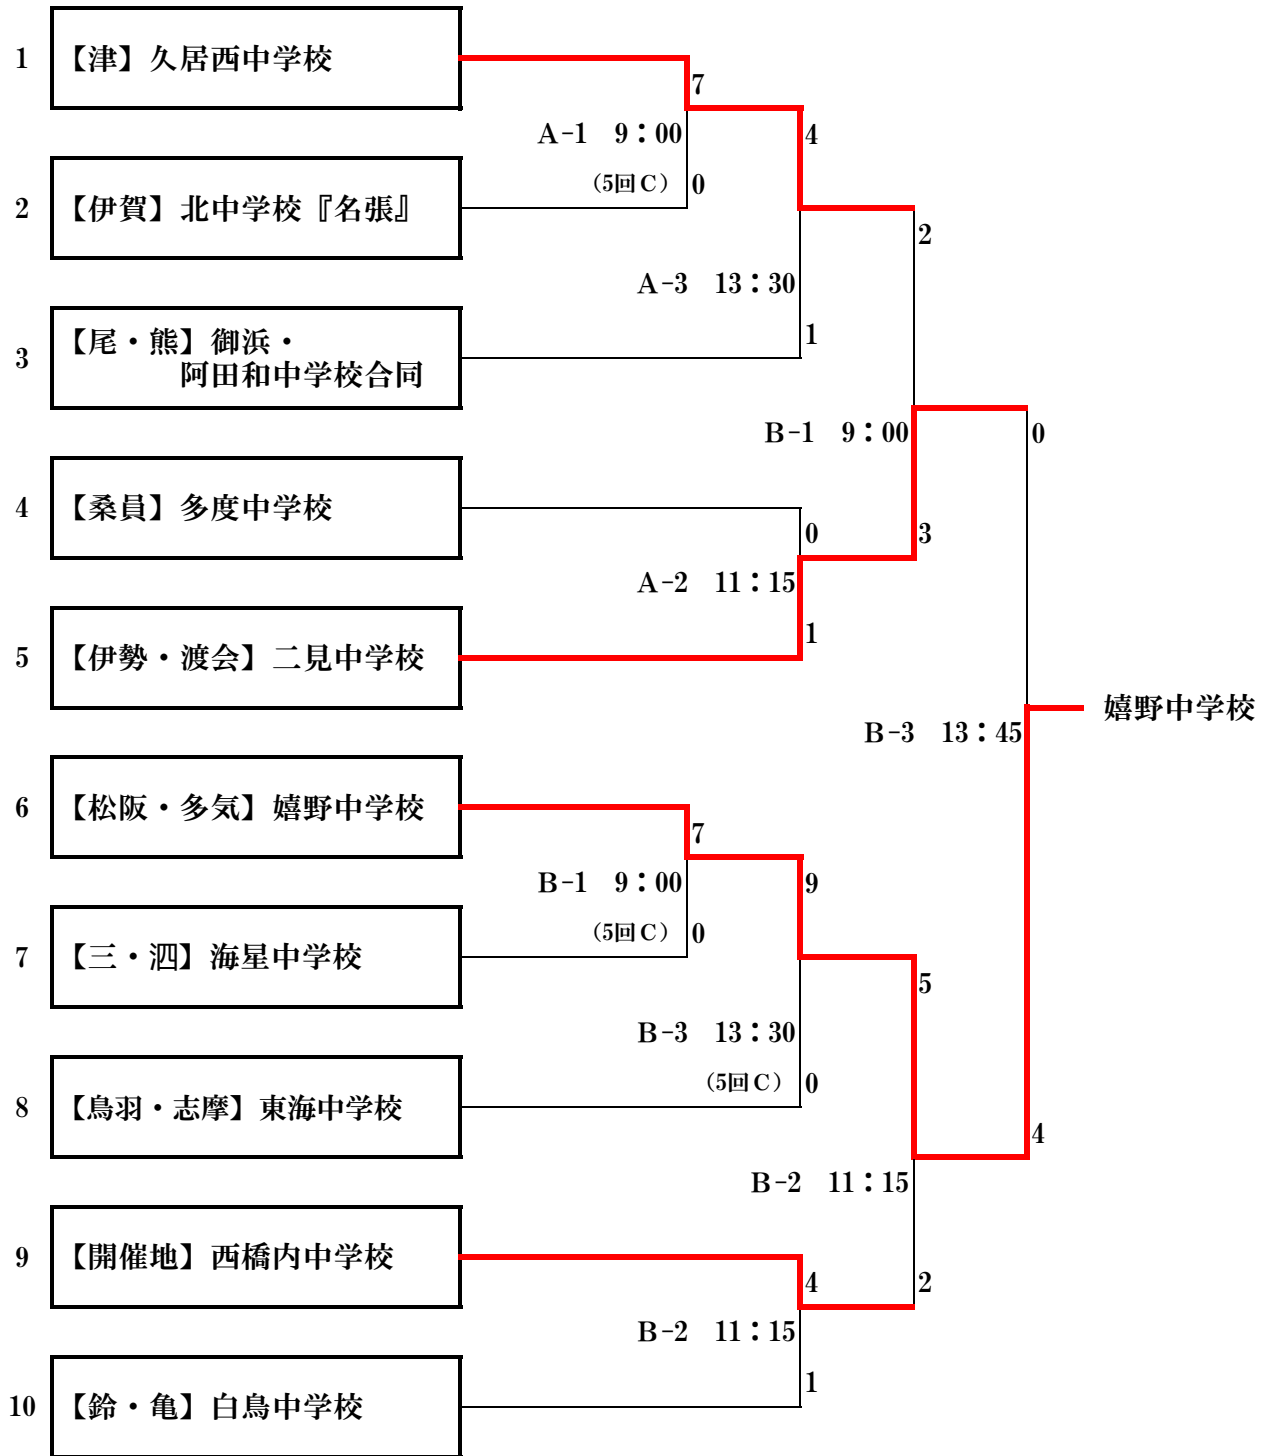 1 【津】久居西中学校
7
4
A-1 9：00
（5回C） 0
2 【伊賀】北中学校『名張』
2
A-3 13：30
1
3 【尾・熊】御浜・
阿田和中学校合同
B-1 9：00
0
4 【桑員】多度中学校
0
3
A-2 11：15
1
5 【伊勢・渡会】二見中学校
嬉野中学校
B-3 13：45
6 【松阪・多気】嬉野中学校
7
B-1 9：00
9
（5回C） 0
7 【三・泗】海星中学校
5
B-3 13：30
（5回C） 0
8 【鳥羽・志摩】東海中学校
4
B-2 11：15
9 【開催地】西橋内中学校
4
2
B-2 11：15
1
10 【鈴・亀】白鳥中学校